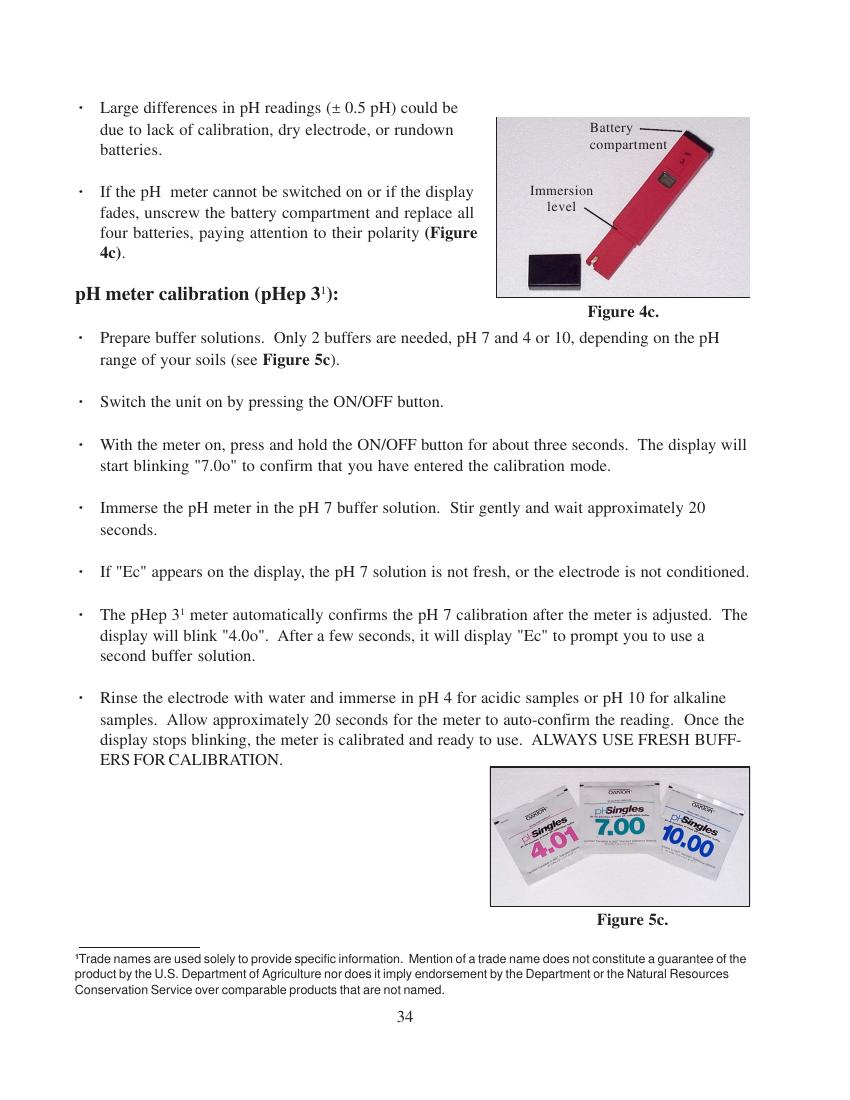 · Large differences in pH readings (± 0.5 pH) could be
due to lack of calibration, dry electrode, or rundown
batteries.
· If the pH  meter cannot be switched on or if the display
fades, unscrew the battery compartment and replace all
four batteries, paying attention to their polarity (Figure
4c).
Battery
compartment
Immersion
level
Figure 4c.
pH meter calibration (pHep 3¹):
· Prepare buffer solutions.  Only 2 buffers are needed, pH 7 and 4 or 10, depending on the pH
range of your soils (see Figure 5c).
· Switch the unit on by pressing the ON/OFF button.
· With the meter on, press and hold the ON/OFF button for about three seconds.  The display will
start blinking "7.0o" to confirm that you have entered the calibration mode.
· Immerse the pH meter in the pH 7 buffer solution.  Stir gently and wait approximately 20
seconds.
· If "Ec" appears on the display, the pH 7 solution is not fresh, or the electrode is not conditioned.
· The pHep 3¹ meter automatically confirms the pH 7 calibration after the meter is adjusted.  The
display will blink "4.0o".  After a few seconds, it will display "Ec" to prompt you to use a
second buffer solution.
· Rinse the electrode with water and immerse in pH 4 for acidic samples or pH 10 for alkaline
samples.  Allow approximately 20 seconds for the meter to auto-confirm the reading.  Once the
display stops blinking, the meter is calibrated and ready to use.  ALWAYS USE FRESH BUFF-
ERS FOR CALIBRATION.
OAKTON
pHSingles
4.01
OAKTON
pHSingles
7.00
OAKTON
pHSingles
10.00
Figure 5c.
¹Trade names are used solely to provide specific information.  Mention of a trade name does not constitute a guarantee of the
product by the U.S. Department of Agriculture nor does it imply endorsement by the Department or the Natural Resources
Conservation Service over comparable products that are not named.
34